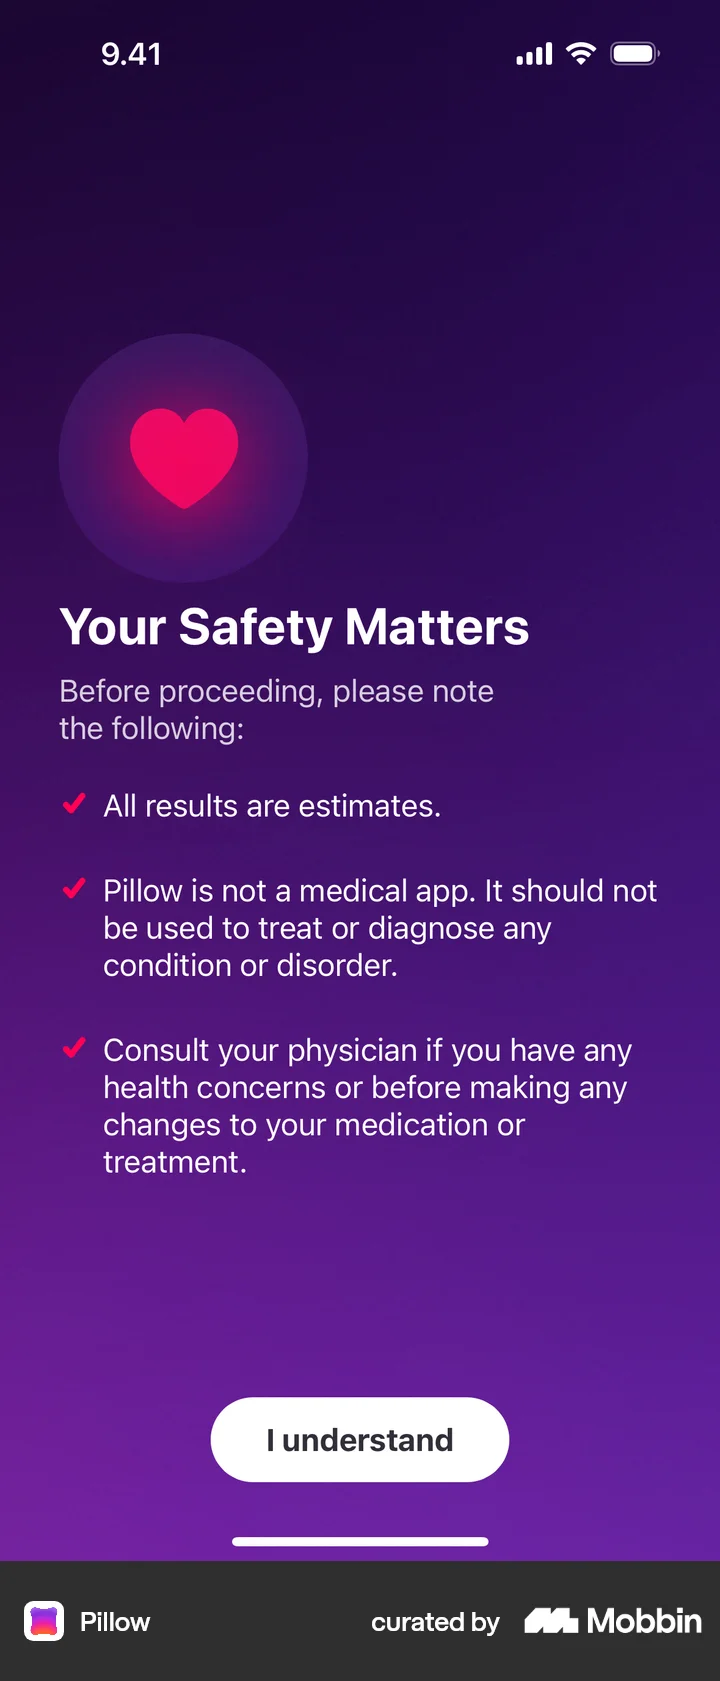 9.41
Your Safety Matters
Before proceeding, please note
the following:
All results are estimates.
Pillow is not a medical app. It should not
be used to treat or diagnose any
condition or disorder.
Consult your physician if you have any
health concerns or before making any
changes to your medication or
treatment.
I understand
Pillow
curated by Mobbin